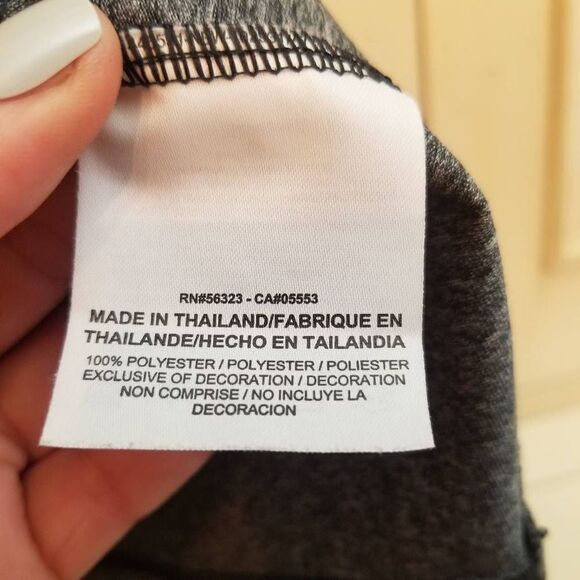 RN#56323 - CA#05553
MADE IN THAILAND/FABRIQUE EN
THAILANDE/HECHO EN TAILANDIA
100% POLYESTER / POLYESTER / POLIESTER
EXCLUSIVE OF DECORATION / DECORATION
NON COMPRISE / NO INCLUYE LA
DECORACION